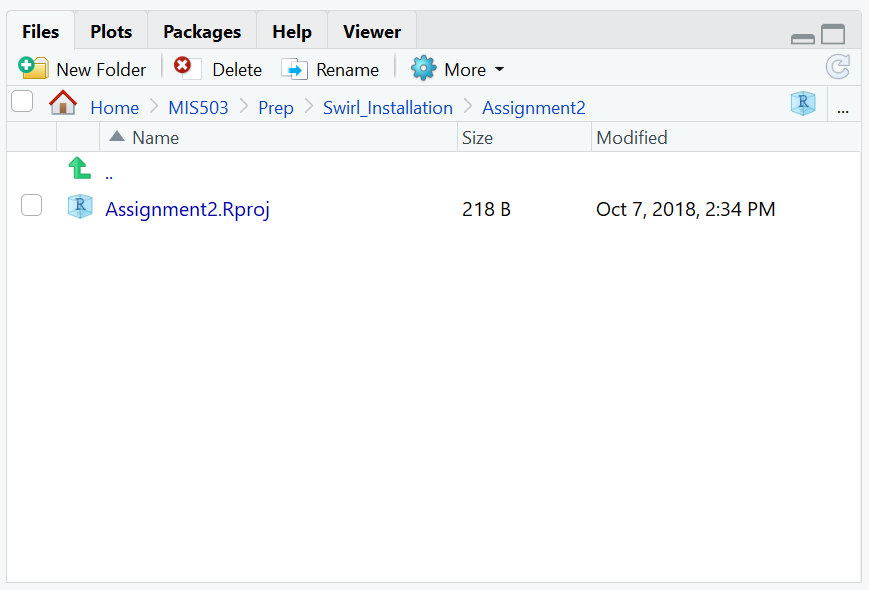 Files Plots Packages Help Viewer
New Folder Delete Rename More
Home MIS503 Prep Swirl_Installation Assignment2 R ...
Name Size Modified
..
R Assignment2.Rproj 218 B Oct 7, 2018, 2:34 PM